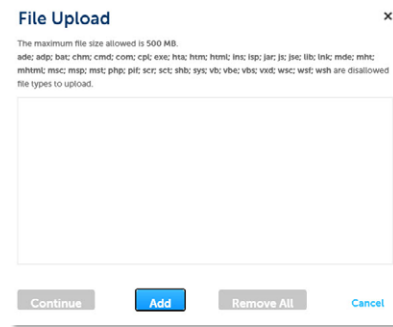 File Upload ×
The maximum file size allowed is 500 MB.
ade; adp; bat; chm; cmd; com; cpl; exe; hta; htm; html; ins; isp; jar; js; jse; lib; lnk; mde; mht;
mhtml; msc; msp; mst; php; pif; scr; sct; shb; sys; vb; vbe; vbs; vxd; wsc; wsf; wsh are disallowed
file types to upload.
Continue Add Remove All Cancel